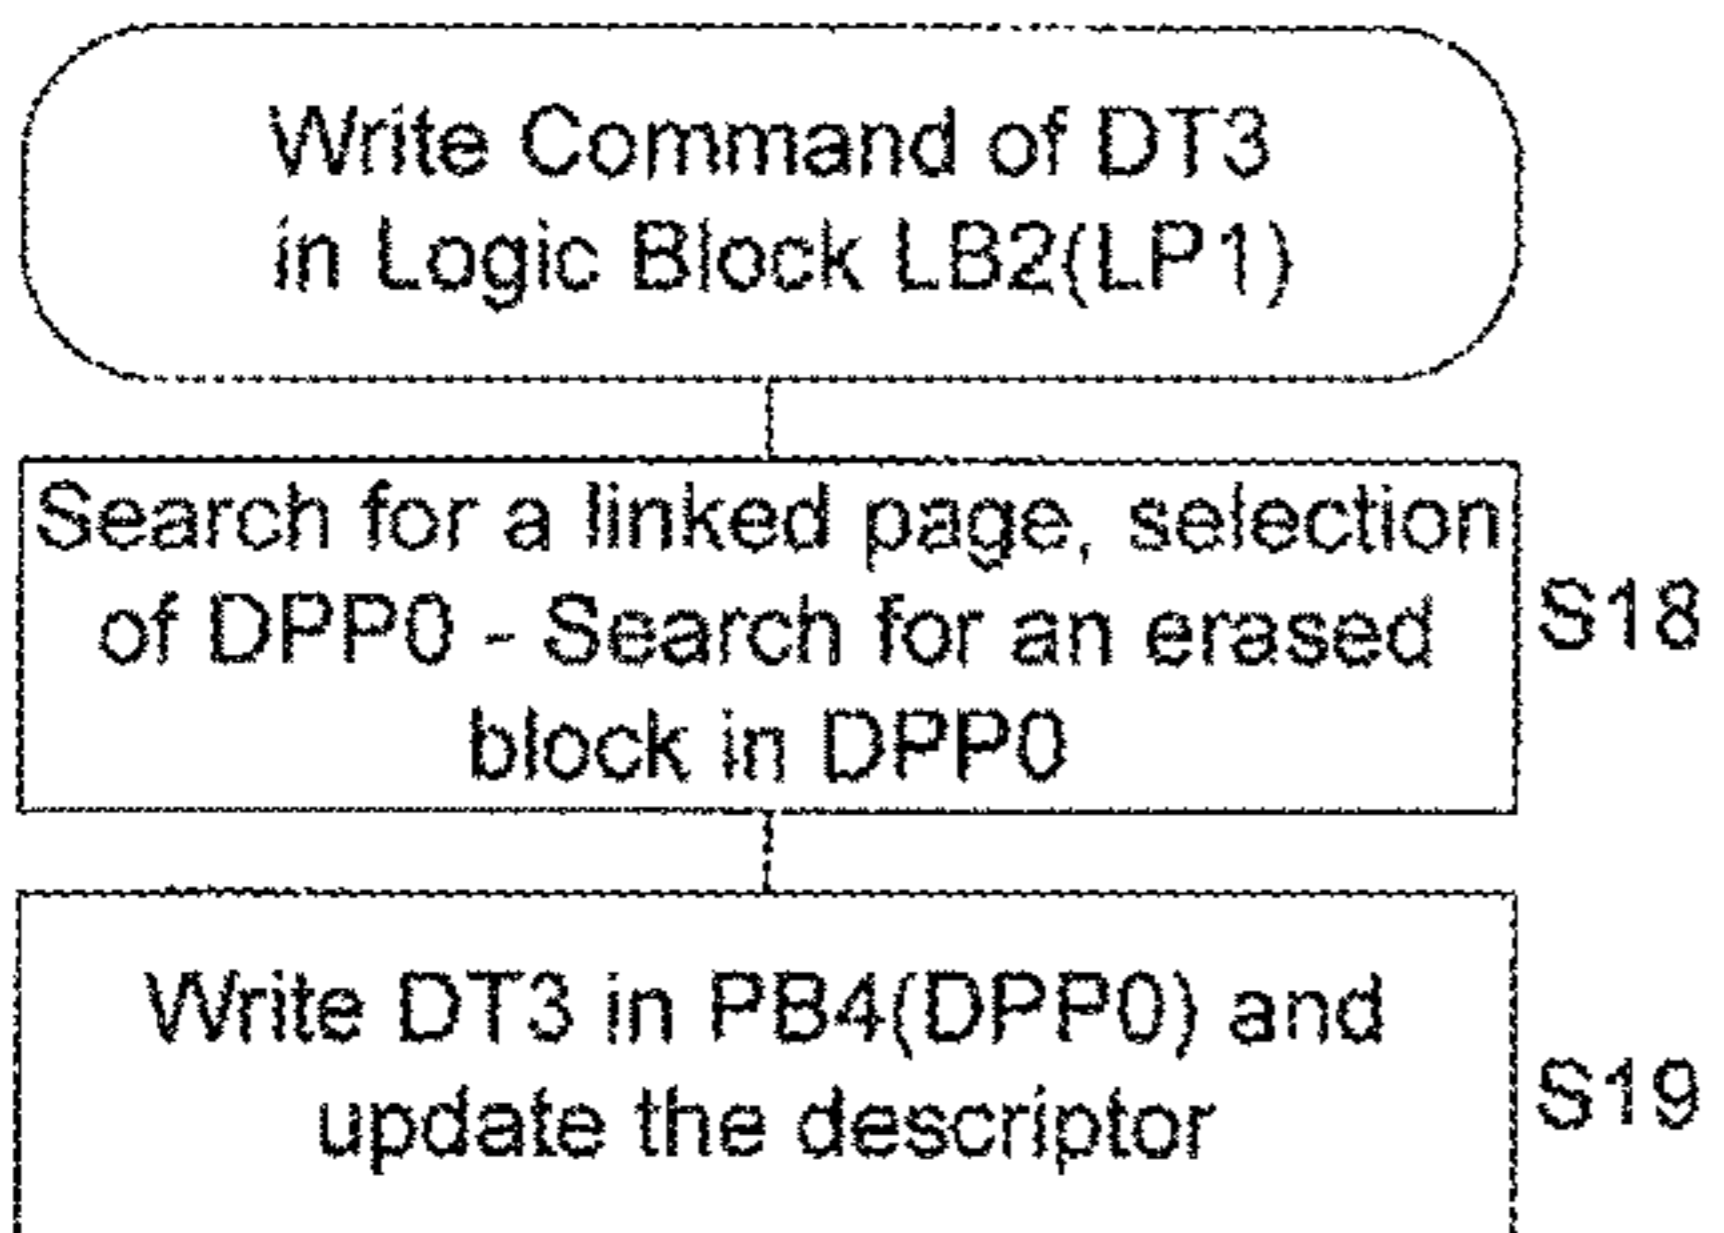 Write Command of DT3
in Logic Block LB2(LP1)
Search for a linked page, selection
of DPP0 - Search for an erased
block in DPP0
S18
Write DT3 in PB4(DPP0) and
update the descriptor
S19